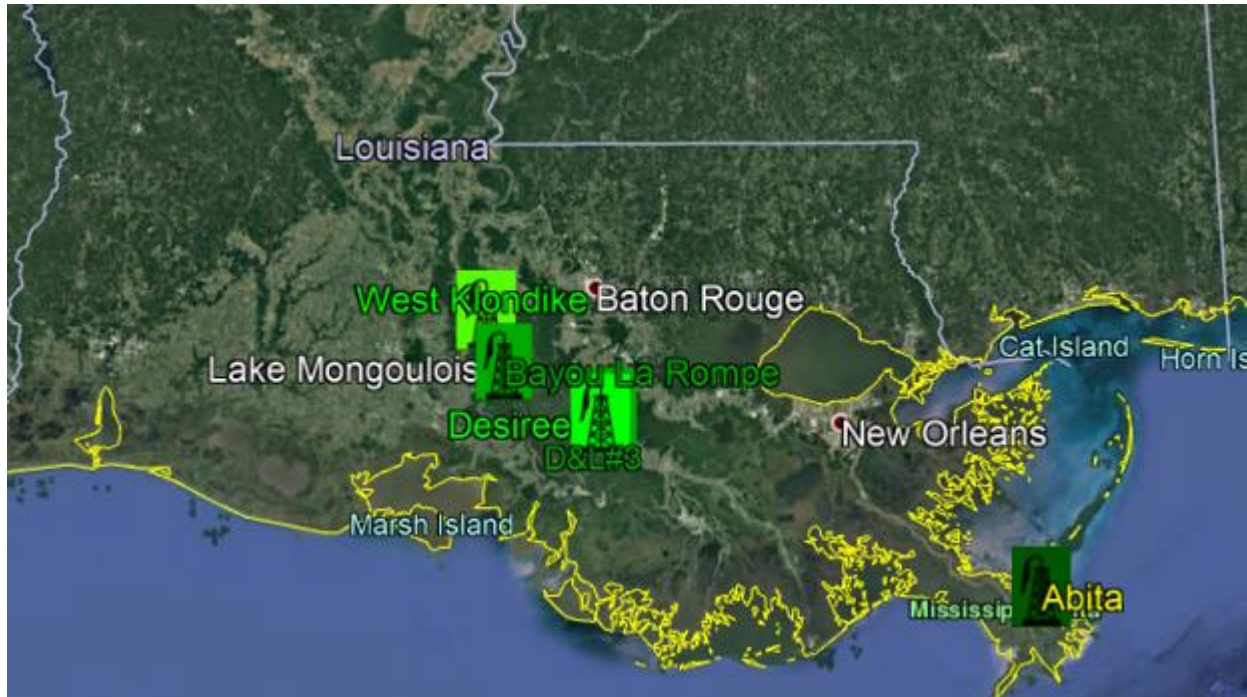 Louisiana
West Klondike
Baton Rouge
Cat Island
Horn Is
Lake Mongoulois
Bayou La Rompe
Desiree
New Orleans
D&L#3
Marsh Island
Abita